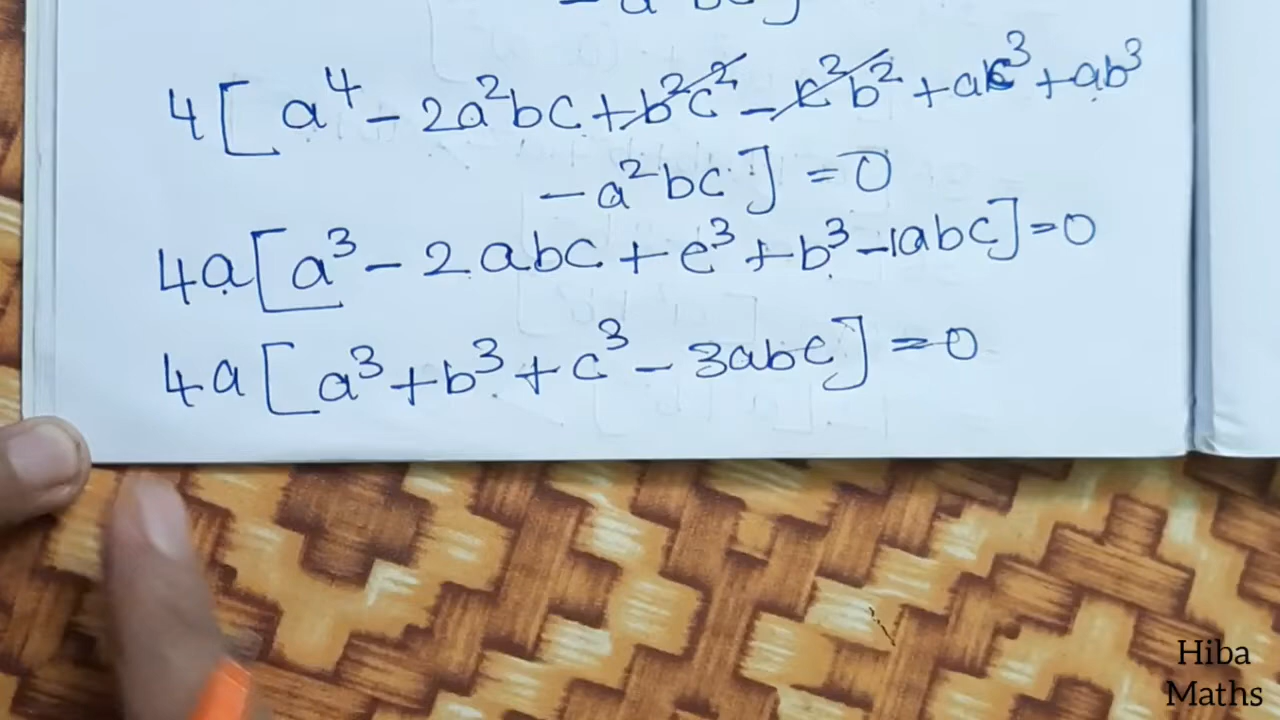 - a²bc]
4[a⁴ - 2a²bc + b²c² - c²b² + ac³ + ab³
- a²bc] = 0
4a[a³ - 2abc + c³ + b³ - 1abc] = 0
4a[a³ + b³ + c³ - 3abc] = 0
Hiba
Maths